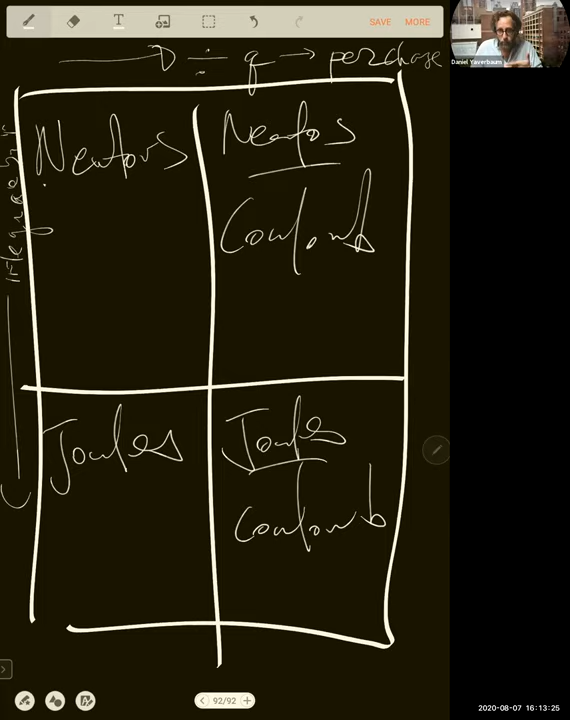 SAVE MORE
T
Daniel Yaverbaum
÷ q → per charge
Newtons
Newtons
Coulomb
integrate by r
Joules
Joules
Coulomb
92/92
2020-08-07 16:13:25